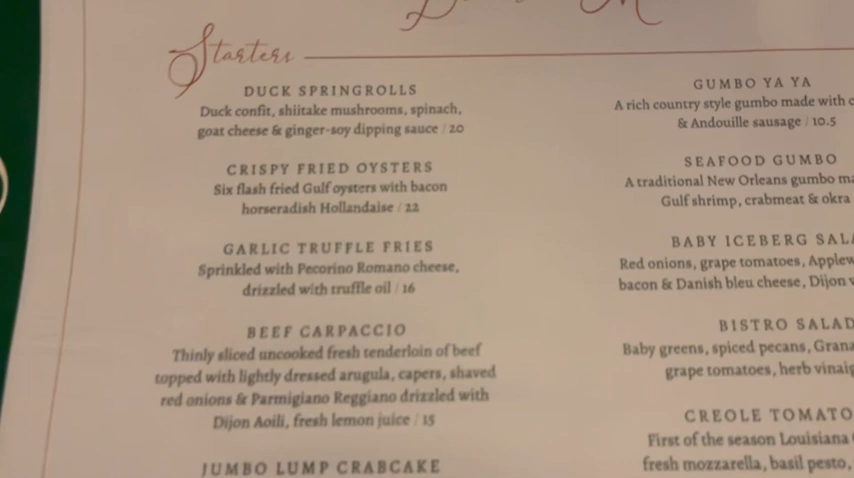 Starters
DUCK SPRINGROLLS
Duck confit, shiitake mushrooms, spinach,
goat cheese & ginger-soy dipping sauce / 20
CRISPY FRIED OYSTERS
Six flash fried Gulf oysters with bacon
horseradish Hollandaise / 22
GARLIC TRUFFLE FRIES
Sprinkled with Pecorino Romano cheese,
drizzled with truffle oil / 16
BEEF CARPACCIO
Thinly sliced uncooked fresh tenderloin of beef
topped with lightly dressed arugula, capers, shaved
red onions & Parmigiano Reggiano drizzled with
Dijon Aoili, fresh lemon juice / 15
JUMBO LUMP CRABCAKE
GUMBO YA YA
A rich country style gumbo made with
& Andouille sausage / 10.5
SEAFOOD GUMBO
A traditional New Orleans gumbo
Gulf shrimp, crabmeat & okra
BABY ICEBERG
Red onions, grape tomatoes,
bacon & Danish bleu cheese, Dijon
BISTRO SALAD
Baby greens, spiced pecans,
grape tomatoes, herb
CREOLE TOMATO
First of the season Louisiana
fresh mozzarella, basil pesto,